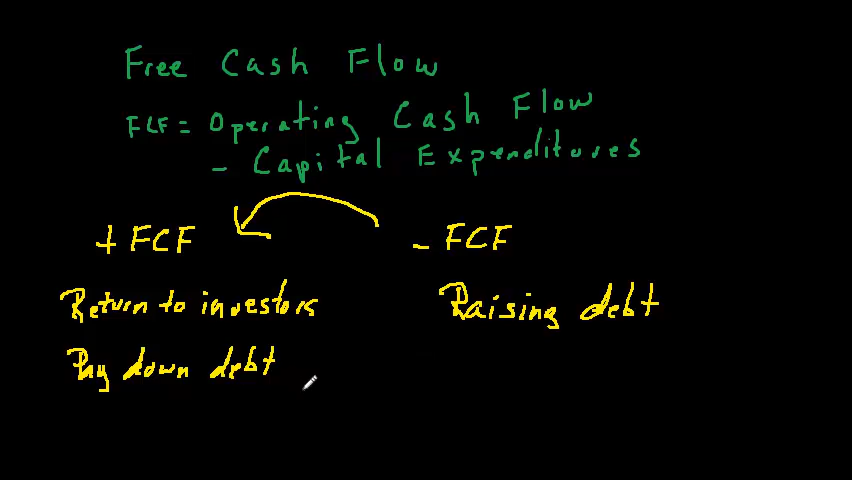 Free Cash Flow
FCF = Operating Cash Flow
- Capital Expenditures
+ FCF
- FCF
Return to investors
Raising debt
Pay down debt